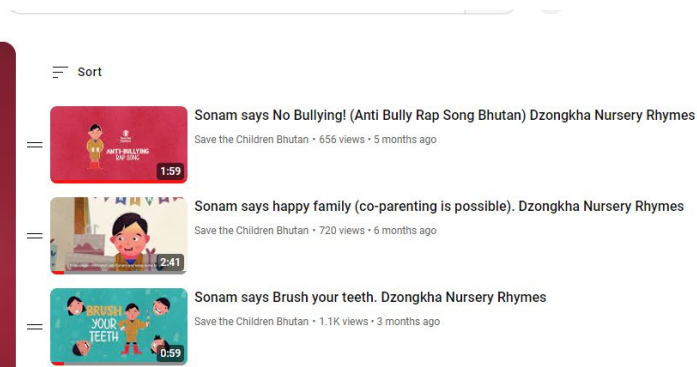 Sort
Sonam says No Bullying! (Anti Bully Rap Song Bhutan) Dzongkha Nursery Rhymes
Save the Children Bhutan • 656 views • 5 months ago
ANTI-BULLYING
RAP SONG
1:59
Sonam says happy family (co-parenting is possible). Dzongkha Nursery Rhymes
Save the Children Bhutan • 720 views • 6 months ago
2:41
Sonam says Brush your teeth. Dzongkha Nursery Rhymes
Save the Children Bhutan • 1.1K views • 3 months ago
BRUSH
YOUR
TEETH
0:59